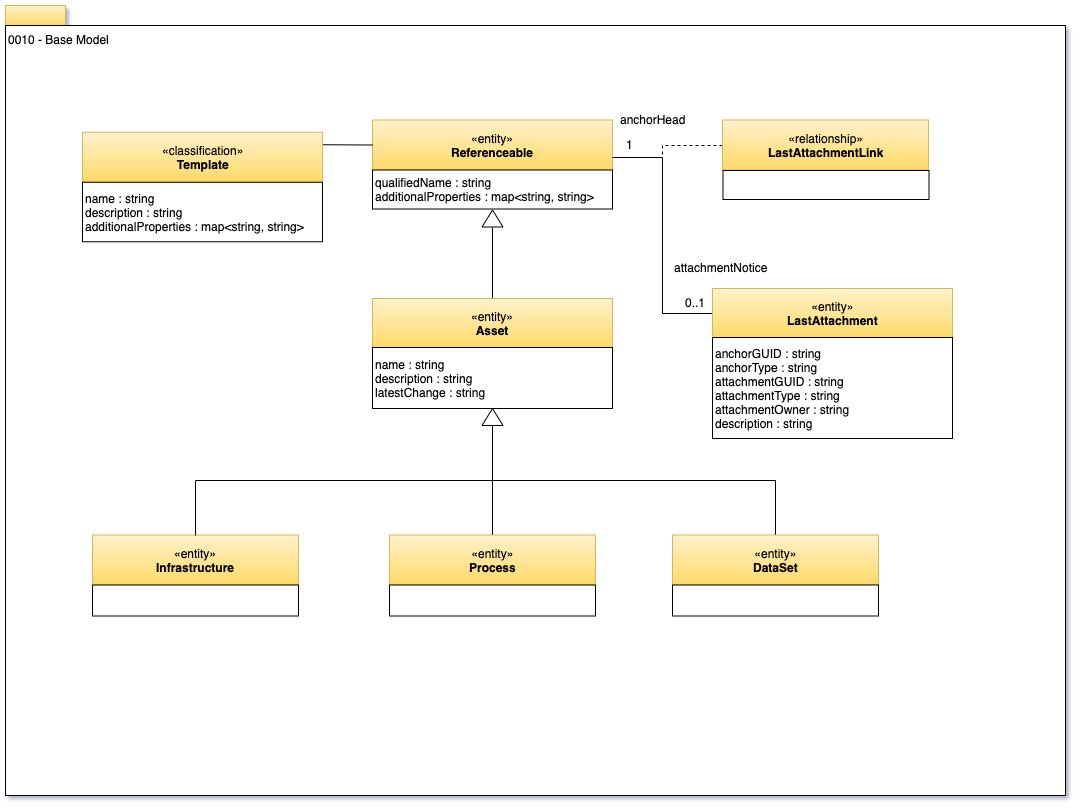 0010 - Base Model
anchorHead
1
«classification»
Template
name : string
description : string
additionalProperties : map<string, string>
«entity»
Referenceable
qualifiedName : string
additionalProperties : map<string, string>
«relationship»
LastAttachmentLink
attachmentNotice
0..1
«entity»
LastAttachment
anchorGUID : string
anchorType : string
attachmentGUID : string
attachmentType : string
attachmentOwner : string
description : string
«entity»
Asset
name : string
description : string
latestChange : string
«entity»
Infrastructure
«entity»
Process
«entity»
DataSet